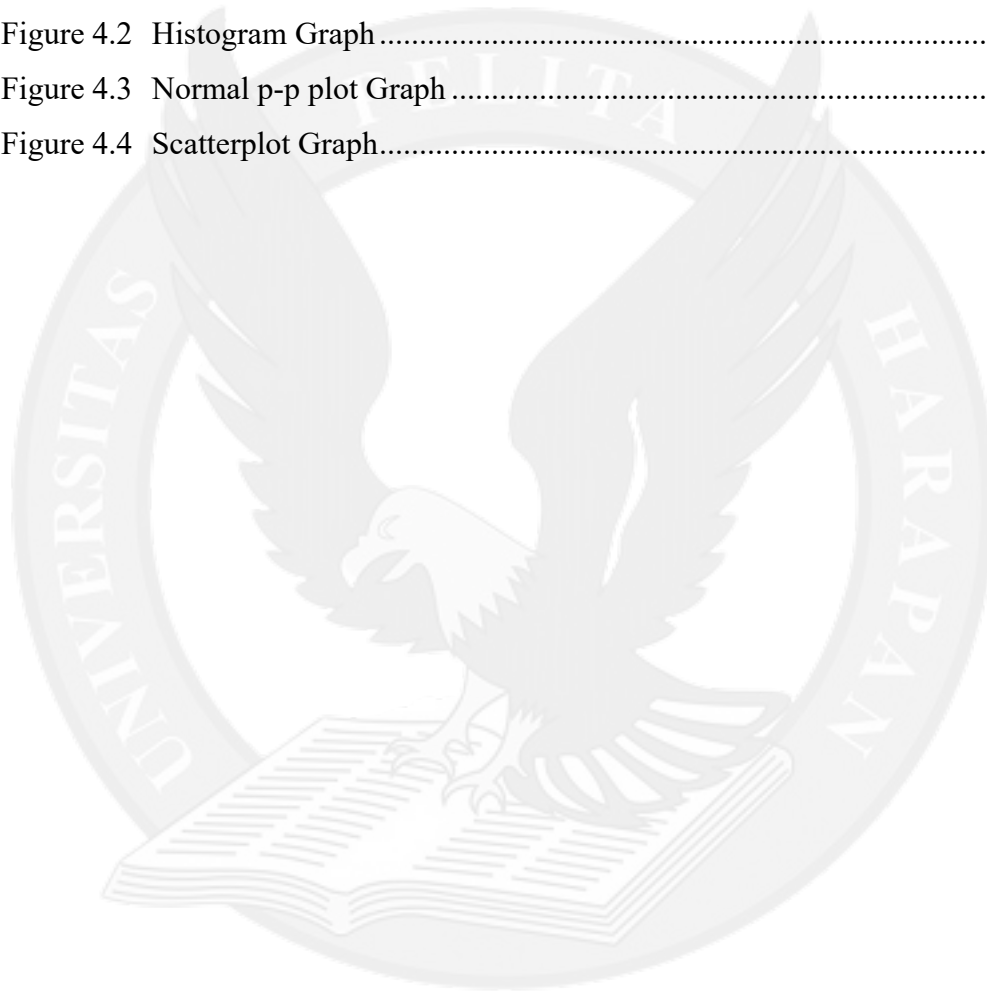 Figure 4.2 Histogram Graph................................................................................................
Figure 4.3 Normal p-p plot Graph................................................................................
Figure 4.4 Scatterplot Graph................................................................................................
UNIVERSITAS PELITA HARAPAN